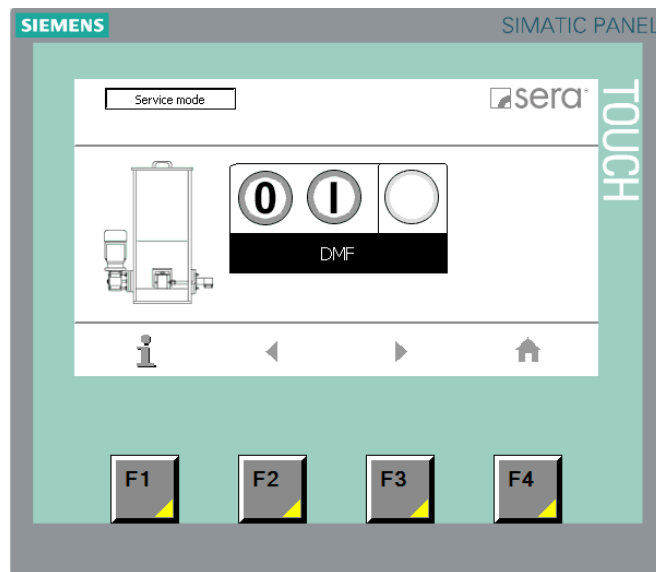 SIEMENS
SIMATIC PANEL
Service mode
sera
TOUCH
0 I
DMF
i
F1 F2 F3 F4